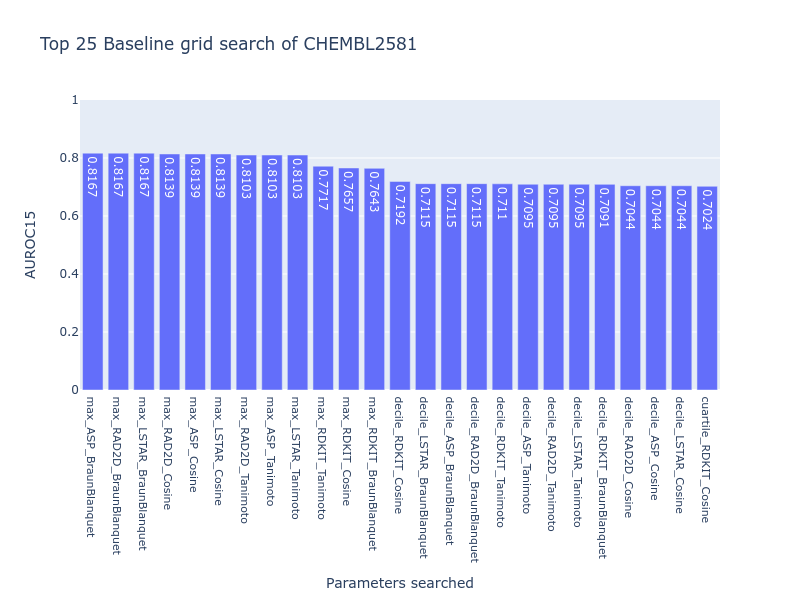 Top 25 Baseline grid search of CHEMBL2581
AUROC15
1
0.8
0.6
0.4
0.2
0
0.8167
0.8167
0.8167
0.8139
0.8139
0.8139
0.8103
0.8103
0.8103
0.7717
0.7657
0.7643
0.7192
0.7115
0.7115
0.7115
0.711
0.7095
0.7095
0.7095
0.7091
0.7044
0.7044
0.7044
0.7024
max_ASP_BraunBlanquet
max_RAD2D_BraunBlanquet
max_LSTAR_BraunBlanquet
max_RAD2D_Cosine
max_ASP_Cosine
max_LSTAR_Cosine
max_RAD2D_Tanimoto
max_ASP_Tanimoto
max_LSTAR_Tanimoto
max_RDKIT_Tanimoto
max_RDKIT_Cosine
max_RDKIT_BraunBlanquet
decile_RDKIT_Cosine
decile_LSTAR_BraunBlanquet
decile_ASP_BraunBlanquet
decile_RAD2D_BraunBlanquet
decile_RDKIT_Tanimoto
decile_ASP_Tanimoto
decile_RAD2D_Tanimoto
decile_LSTAR_Tanimoto
decile_RDKIT_BraunBlanquet
decile_RAD2D_Cosine
decile_ASP_Cosine
decile_LSTAR_Cosine
cuartile_RDKIT_Cosine
Parameters searched